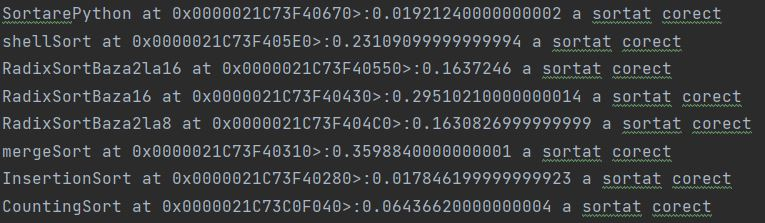 SortarePython at 0x0000021C73F40670>:0.01921240000000002 a sortat corect
shellSort at 0x0000021C73F405E0>:0.23109099999999994 a sortat corect
RadixSortBaza2la16 at 0x0000021C73F40550>:0.1637246 a sortat corect
RadixSortBaza16 at 0x0000021C73F40430>:0.29510210000000014 a sortat corect
RadixSortBaza2la8 at 0x0000021C73F404C0>:0.1630826999999999 a sortat corect
mergeSort at 0x0000021C73F40310>:0.3598840000000001 a sortat corect
InsertionSort at 0x0000021C73F40280>:0.017846199999999923 a sortat corect
CountingSort at 0x0000021C73C0F040>:0.06436620000000004 a sortat corect